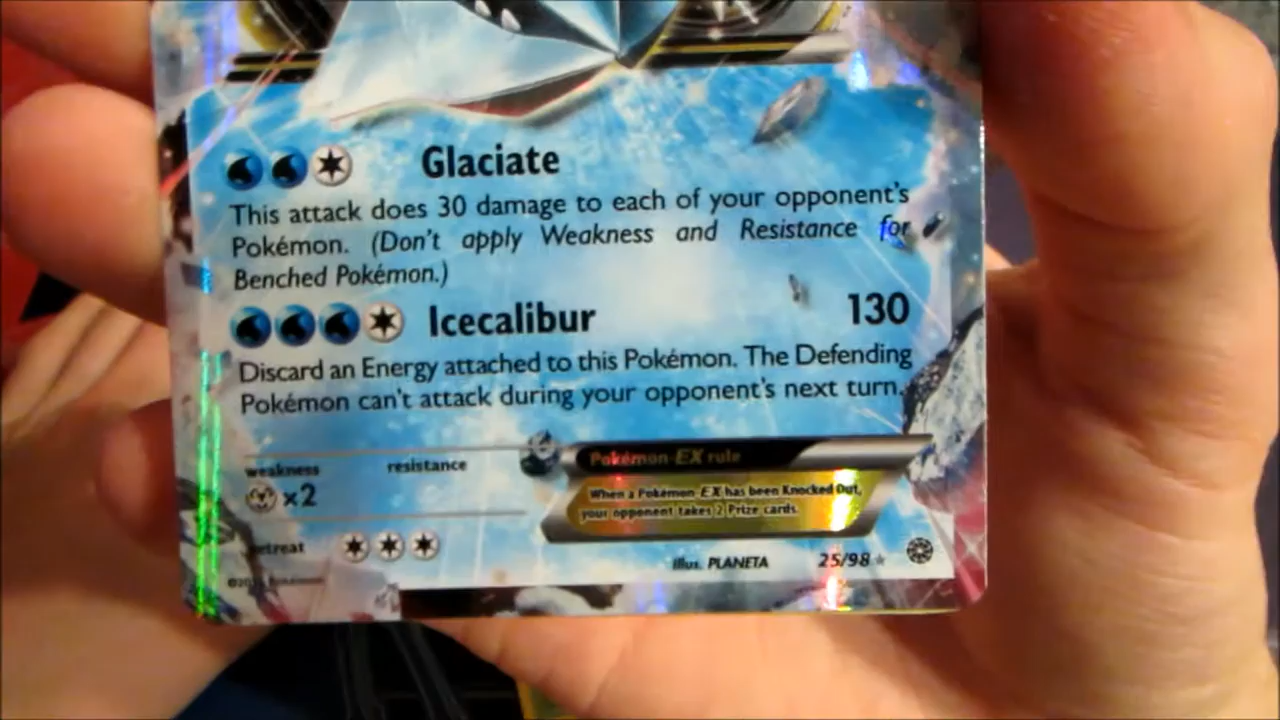 Glaciate
This attack does 30 damage to each of your opponent's
Pokémon. (Don't apply Weakness and Resistance for
Benched Pokémon.)
Icecalibur 130
Discard an Energy attached to this Pokémon. The Defending
Pokémon can't attack during your opponent's next turn.
weakness resistance
×2
Pokémon-EX rule
When a Pokémon-EX has been Knocked Out,
your opponent takes 2 Prize cards.
retreat
Illus. PLANETA 25/98
Pokémon